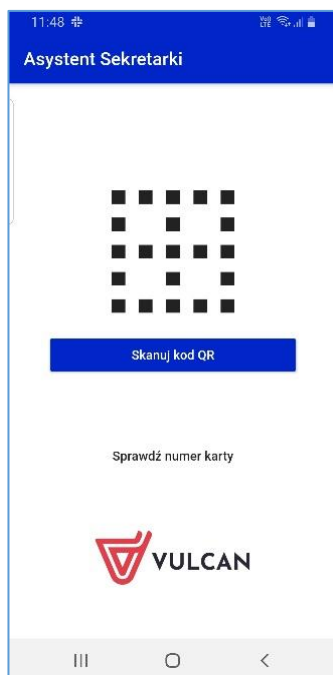 11:48
Asystent Sekretarki
Skanuj kod QR
Sprawdź numer karty
VULCAN